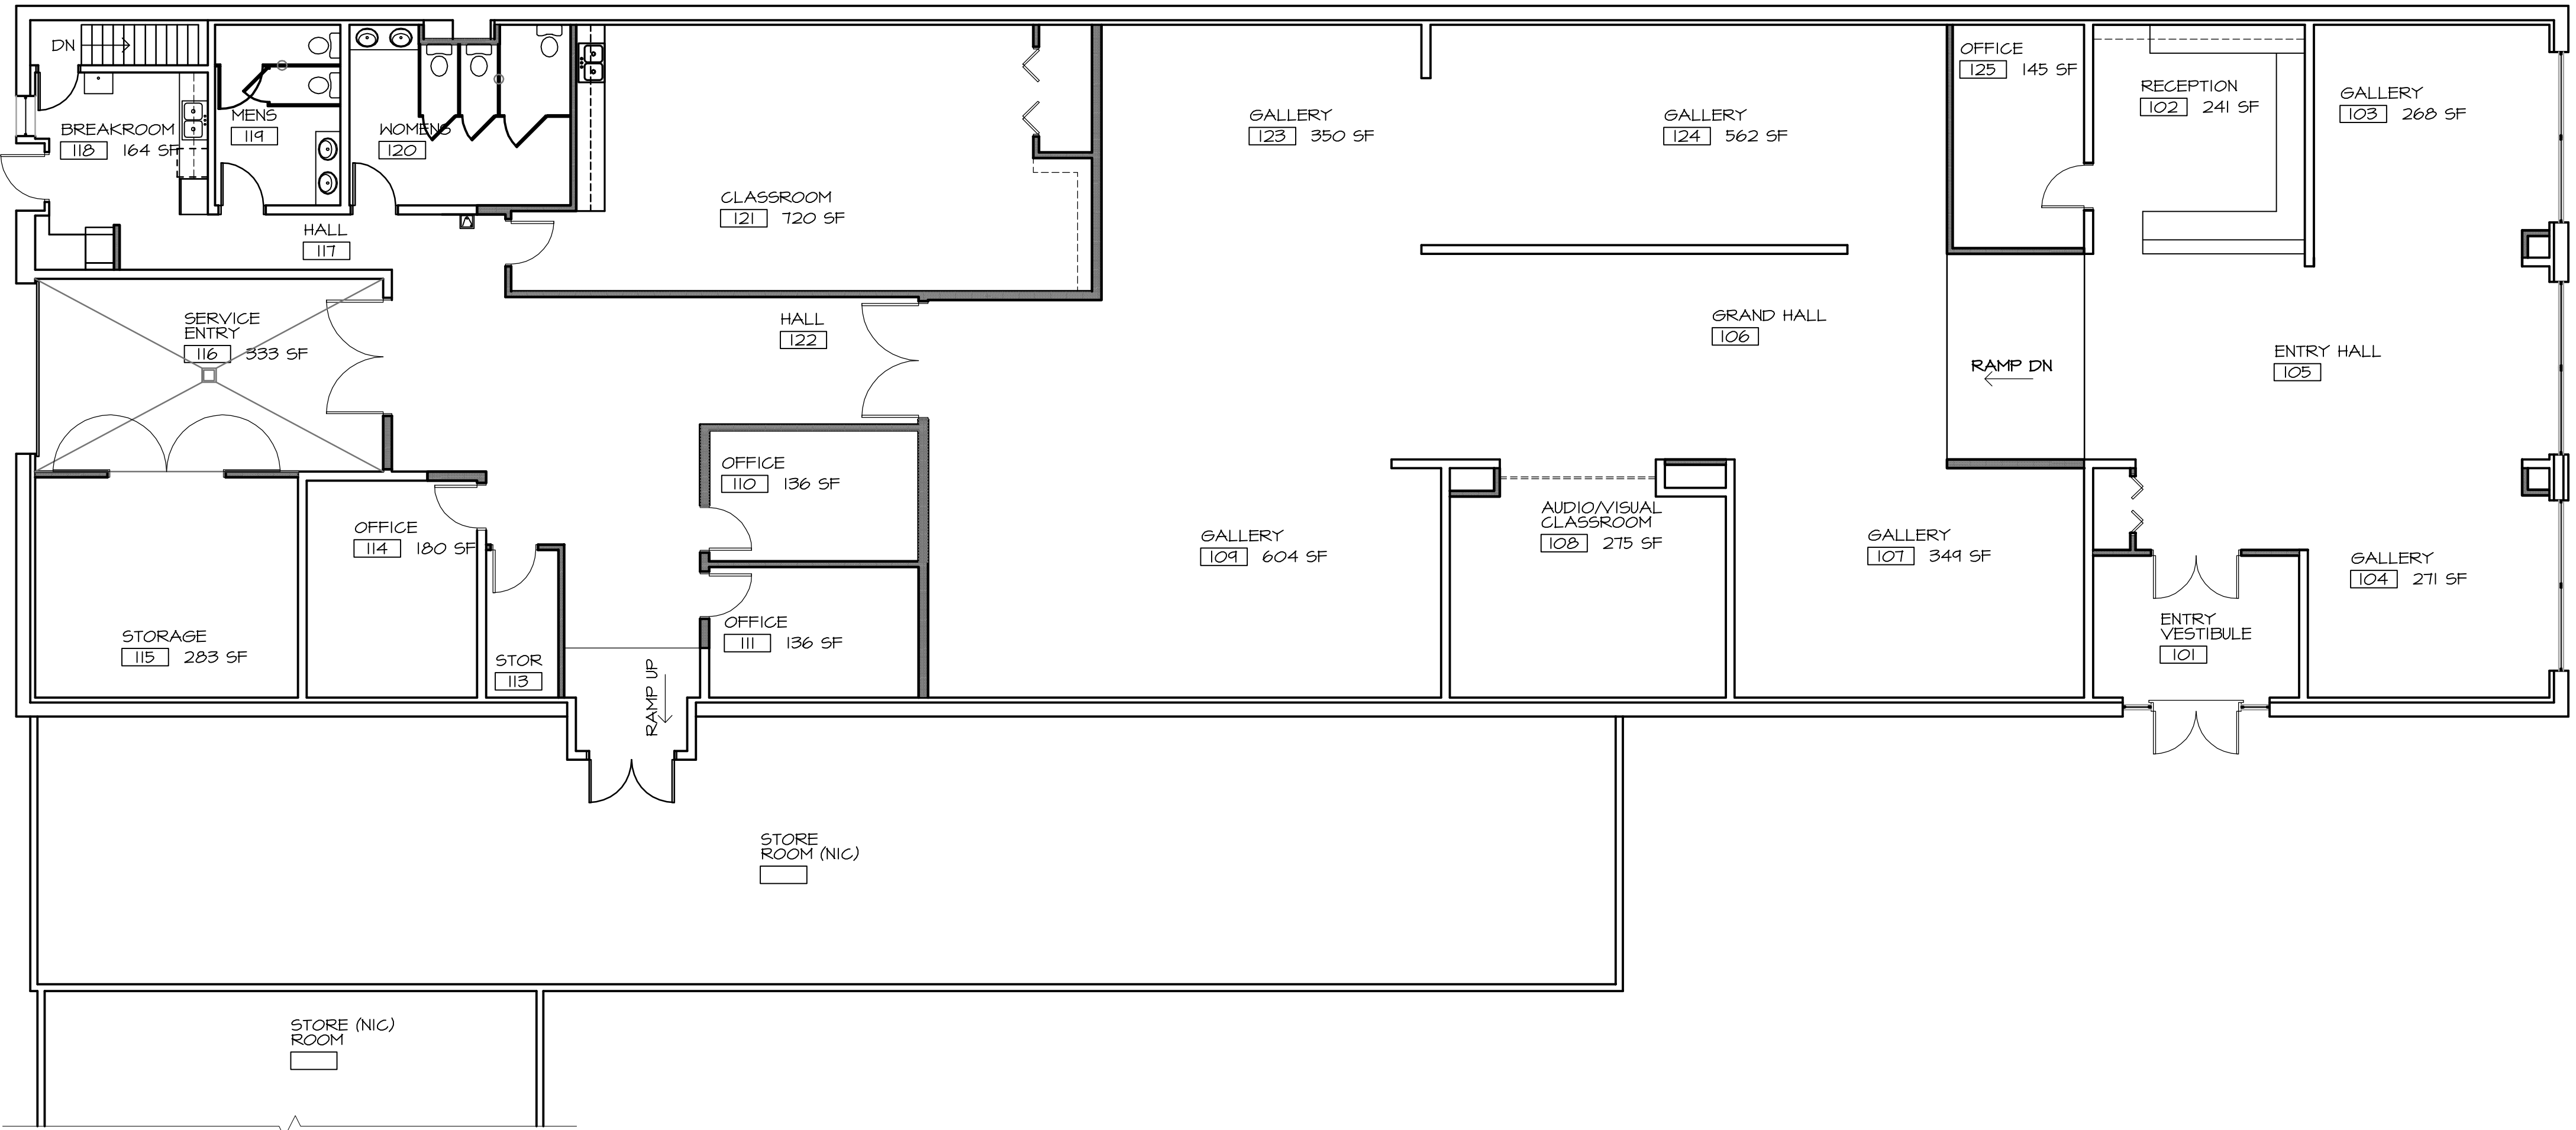 DN
BREAKROOM
118 164 SF
MENS
119
WOMENS
120
HALL
117
CLASSROOM
121 720 SF
GALLERY
123 350 SF
GALLERY
124 562 SF
OFFICE
125 145 SF
RECEPTION
102 241 SF
GALLERY
103 268 SF
SERVICE
ENTRY
116 333 SF
HALL
122
GRAND HALL
106
RAMP DN
ENTRY HALL
105
OFFICE
110 136 SF
OFFICE
114 180 SF
GALLERY
109 604 SF
AUDIO/VISUAL
CLASSROOM
108 275 SF
GALLERY
107 349 SF
GALLERY
104 271 SF
STORAGE
115 283 SF
STOR
113
OFFICE
111 136 SF
RAMP UP
ENTRY
VESTIBULE
101
STORE
ROOM (NIC)
STORE (NIC)
ROOM